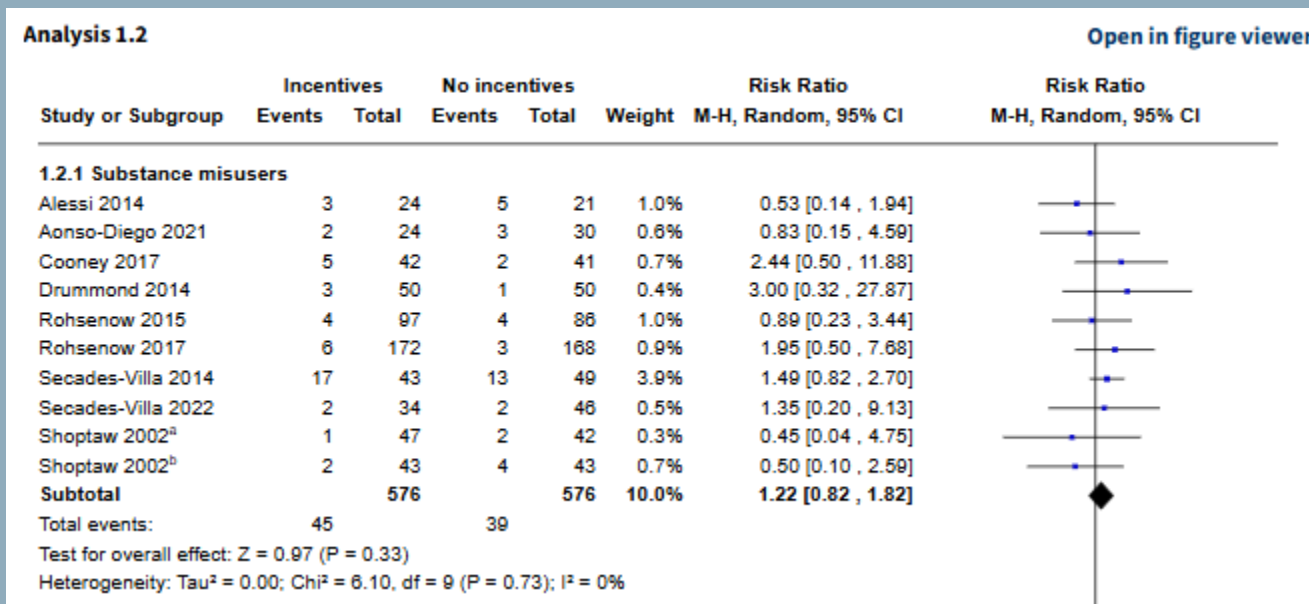 Analysis 1.2 Open in figure viewer
Incentives No incentives Risk Ratio Risk Ratio
Study or Subgroup Events Total Events Total Weight M-H, Random, 95% CI M-H, Random, 95% CI
1.2.1 Substance misusers
Alessi 2014 3 24 5 21 1.0% 0.53 [0.14 , 1.94]
Aonso-Diego 2021 2 24 3 30 0.6% 0.83 [0.15 , 4.59]
Cooney 2017 5 42 2 41 0.7% 2.44 [0.50 , 11.88]
Drummond 2014 3 50 1 50 0.4% 3.00 [0.32 , 27.87]
Rohsenow 2015 4 97 4 86 1.0% 0.89 [0.23 , 3.44]
Rohsenow 2017 6 172 3 168 0.9% 1.95 [0.50 , 7.68]
Secades-Villa 2014 17 43 13 49 3.9% 1.49 [0.82 , 2.70]
Secades-Villa 2022 2 34 2 46 0.5% 1.35 [0.20 , 9.13]
Shoptaw 2002ᵃ 1 47 2 42 0.3% 0.45 [0.04 , 4.75]
Shoptaw 2002ᵇ 2 43 4 43 0.7% 0.50 [0.10 , 2.59]
Subtotal 576 576 10.0% 1.22 [0.82 , 1.82]
Total events: 45 39
Test for overall effect: Z = 0.97 (P = 0.33)
Heterogeneity: Tau² = 0.00; Chi² = 6.10, df = 9 (P = 0.73); I² = 0%